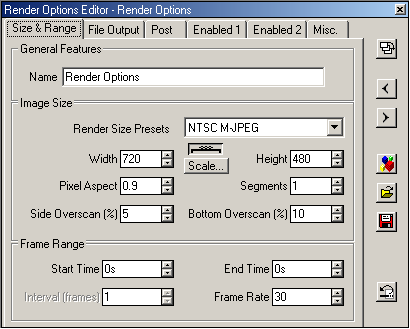 Render Options Editor - Render Options
Size & Range File Output Post Enabled 1 Enabled 2 Misc.
General Features
Name Render Options
Image Size
Render Size Presets NTSC M-JPEG
Width 720 Scale... Height 480
Pixel Aspect 0.9 Segments 1
Side Overscan (%) 5 Bottom Overscan (%) 10
Frame Range
Start Time 0s End Time 0s
Interval (frames) 1 Frame Rate 30